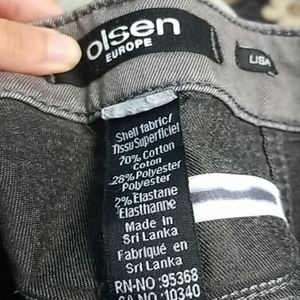 olsen
EUROPE
LISA
Shell fabric/
Tissu Superficiel
70% Cotton
Coton
28% Polyester
Polyester
2% Elastane
Elasthanne
Made in
Sri Lanka
Fabriqué en
Sri Lanka
RN-NO :95368
CA-NO :10340